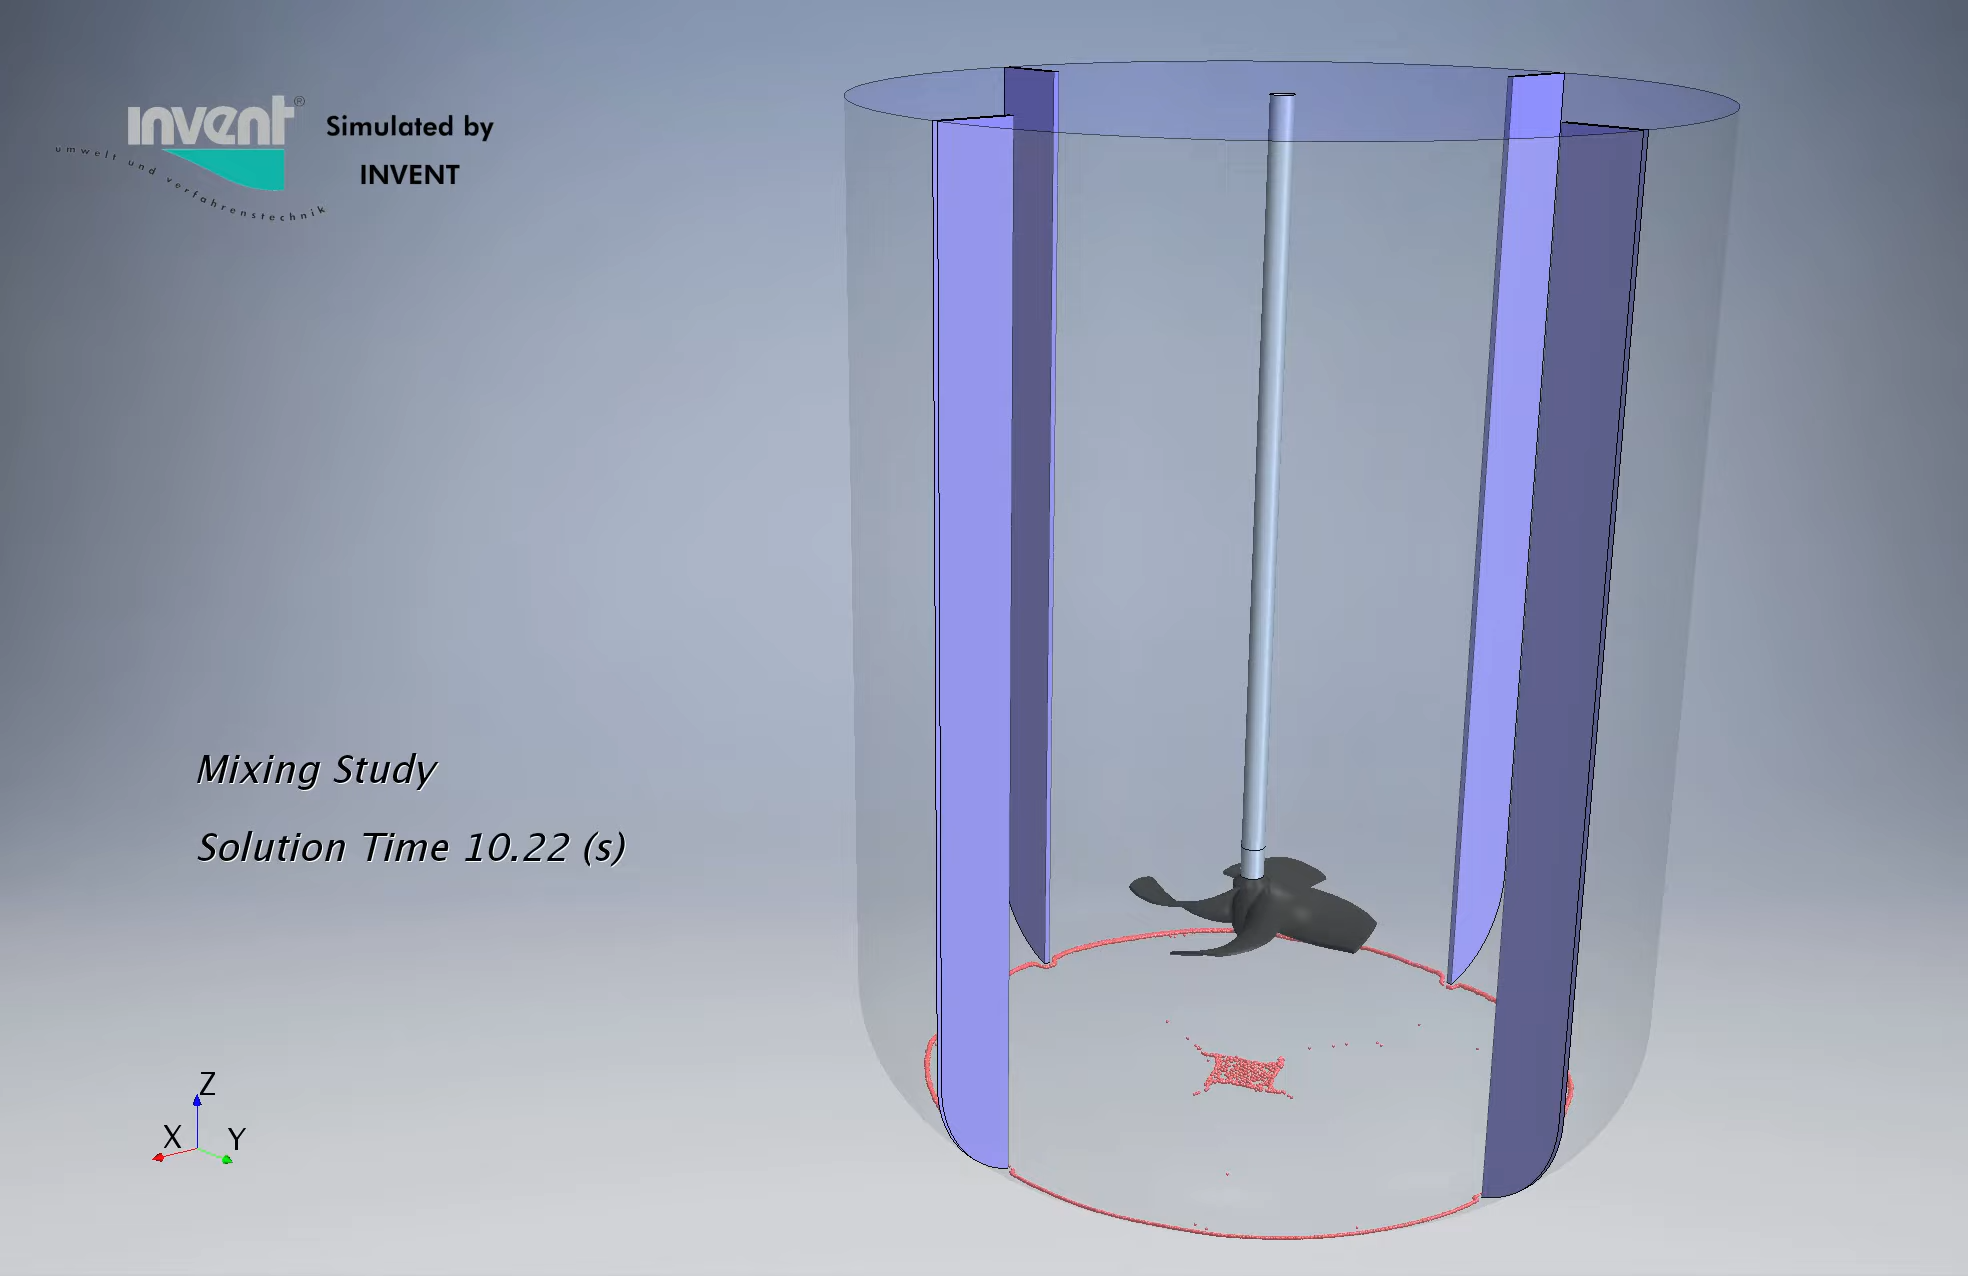 invent®
umwelt und verfahrenstechnik
Simulated by
INVENT
Mixing Study
Solution Time 10.22 (s)
Z
X
Y